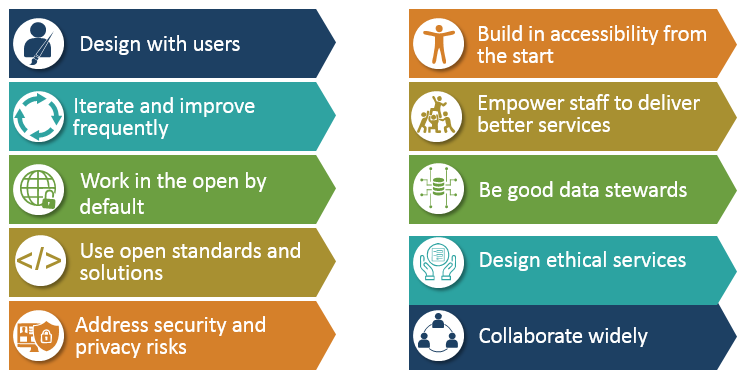 Design with users
Iterate and improve
frequently
Work in the open by
default
</>
Use open standards and
solutions
Address security and
privacy risks
Build in accessibility from
the start
Empower staff to deliver
better services
Be good data stewards
Design ethical services
Collaborate widely